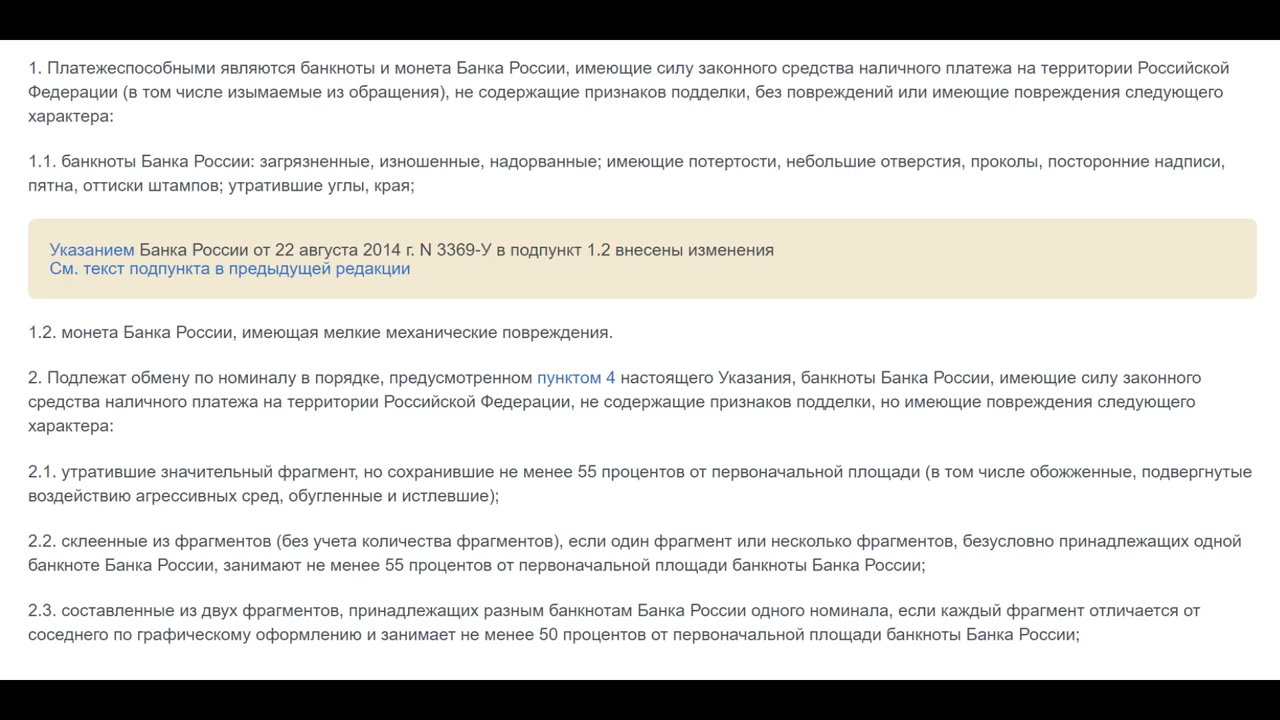 1. Платежеспособными являются банкноты и монета Банка России, имеющие силу законного средства наличного платежа на территории Российской
Федерации (в том числе изымаемые из обращения), не содержащие признаков подделки, без повреждений или имеющие повреждения следующего
характера:
1.1. банкноты Банка России: загрязненные, изношенные, надорванные; имеющие потертости, небольшие отверстия, проколы, посторонние надписи,
пятна, оттиски штампов; утратившие углы, края;
Указанием Банка России от 22 августа 2014 г. N 3369-У в подпункт 1.2 внесены изменения
См. текст подпункта в предыдущей редакции
1.2. монета Банка России, имеющая мелкие механические повреждения.
2. Подлежат обмену по номиналу в порядке, предусмотренном пунктом 4 настоящего Указания, банкноты Банка России, имеющие силу законного
средства наличного платежа на территории Российской Федерации, не содержащие признаков подделки, но имеющие повреждения следующего
характера:
2.1. утратившие значительный фрагмент, но сохранившие не менее 55 процентов от первоначальной площади (в том числе обожженные, подвергнутые
воздействию агрессивных сред, обугленные и истлевшие);
2.2. склеенные из фрагментов (без учета количества фрагментов), если один фрагмент или несколько фрагментов, безусловно принадлежащих одной
банкноте Банка России, занимают не менее 55 процентов от первоначальной площади банкноты Банка России;
2.3. составленные из двух фрагментов, принадлежащих разным банкнотам Банка России одного номинала, если каждый фрагмент отличается от
соседнего по графическому оформлению и занимает не менее 50 процентов от первоначальной площади банкноты Банка России;